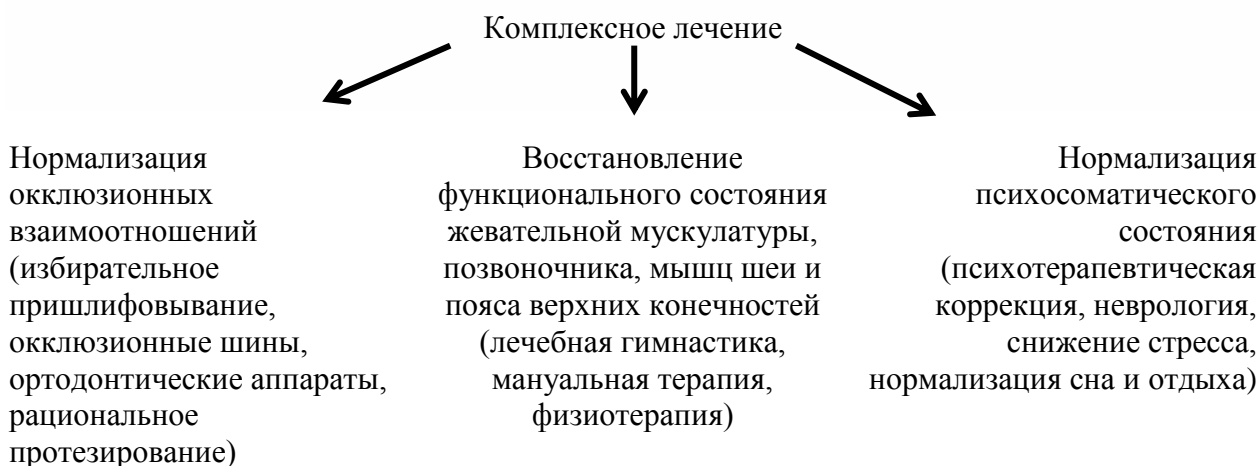 Комплексное лечение
Нормализация
окклюзионных
взаимоотношений
(избирательное
пришлифовывание,
окклюзионные шины,
ортодонтические аппараты,
рациональное
протезирование)
Восстановление
функционального состояния
жевательной мускулатуры,
позвоночника, мышц шеи и
пояса верхних конечностей
(лечебная гимнастика,
мануальная терапия,
физиотерапия)
Нормализация
психосоматического
состояния
(психотерапевтическая
коррекция, неврология,
снижение стресса,
нормализация сна и отдыха)